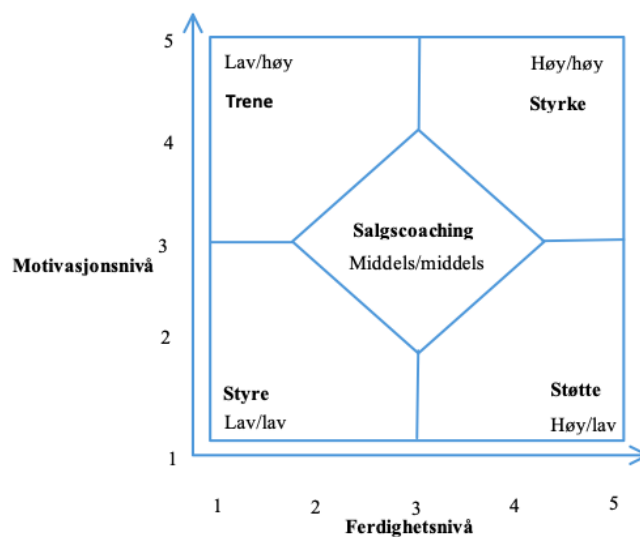 5
Lav/høy
Høy/høy
Trene
Styrke
4
Salgscoaching
3
Motivasjonsnivå
Middels/middels
2
Styre
Støtte
Lav/lav
Høy/lav
1
1
2
3
4
5
Ferdighetsnivå